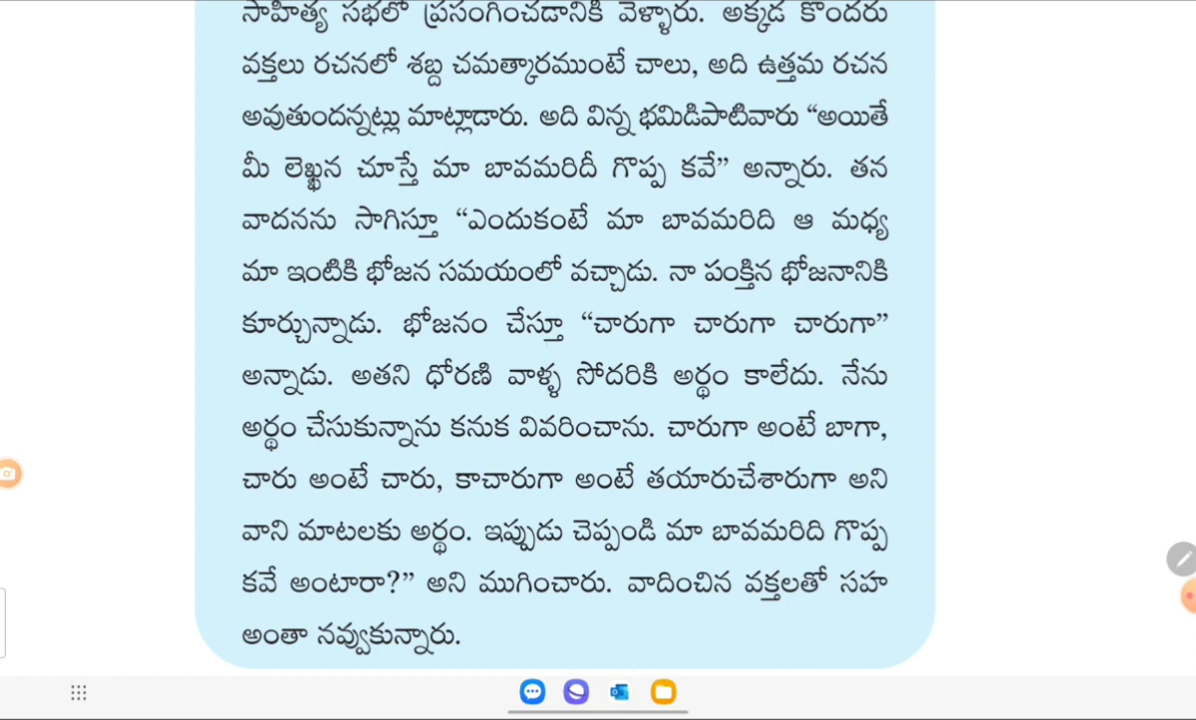 సాహిత్య సభలో ప్రసంగించడానికి వెళ్ళారు. అక్కడ కొందరు
వక్తలు రచనలో శబ్ద చమత్కారముంటే చాలు, అది ఉత్తమ రచన
అవుతుందన్నట్లు మాట్లాడారు. అది విన్న భమిడిపాటివారు “అయితే
మీ లెఖ్ఖన చూస్తే మా బావమరిదీ గొప్ప కవే” అన్నారు. తన
వాదనను సాగిస్తూ “ఎందుకంటే మా బావమరిది ఆ మధ్య
మా ఇంటికి భోజన సమయంలో వచ్చాడు. నా పంక్తిన భోజనానికి
కూర్చున్నాడు. భోజనం చేస్తూ “చారుగా చారుగా చారుగా”
అన్నాడు. అతని ధోరణి వాళ్ళ సోదరికి అర్థం కాలేదు. నేను
అర్థం చేసుకున్నాను కనుక వివరించాను. చారుగా అంటే బాగా,
చారు అంటే చారు, కాచారుగా అంటే తయారుచేశారుగా అని
వాని మాటలకు అర్థం. ఇప్పుడు చెప్పండి మా బావమరిది గొప్ప
కవే అంటారా?” అని ముగించారు. వాదించిన వక్తలతో సహ
అంతా నవ్వుకున్నారు.